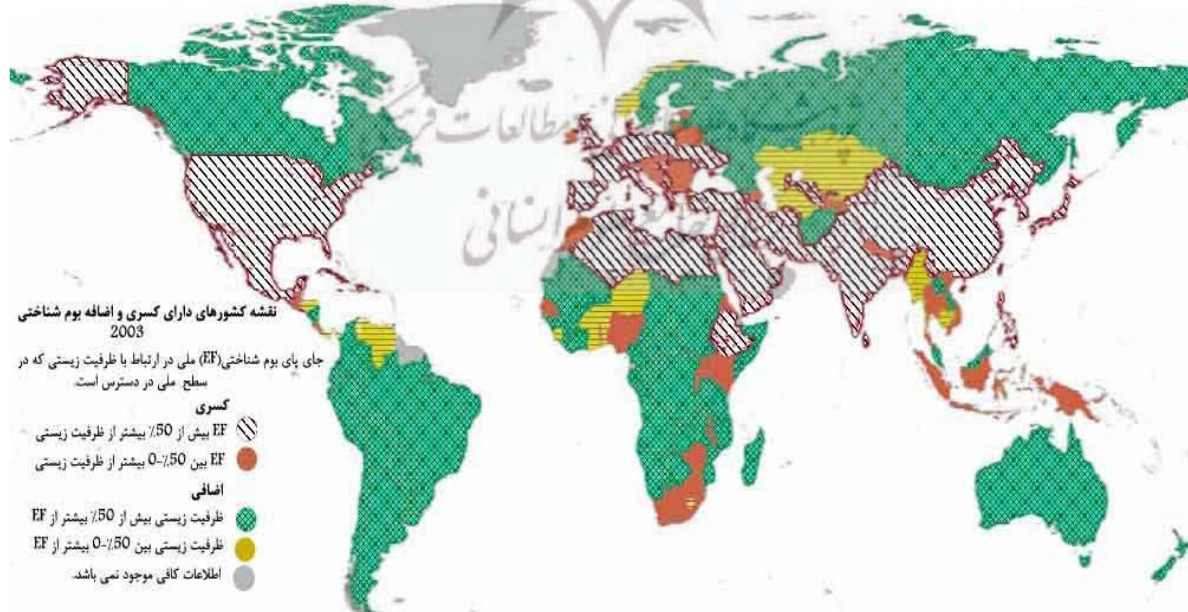 نقشه کشورهای دارای کسری و اضافه بوم شناختی
2003
جای پای بوم شناختی(EF) ملی در ارتباط با ظرفیت زیستی که در
سطح ملی در دسترس است.
کسری
EF بیش از 50٪ بیشتر از ظرفیت زیستی
EF بین 50٪-0 بیشتر از ظرفیت زیستی
اضافی
ظرفیت زیستی بیش از 50٪ بیشتر از EF
ظرفیت زیستی بین 50٪-0 بیشتر از EF
اطلاعات کافی موجود نمی باشد.
مطالعات
انسانی